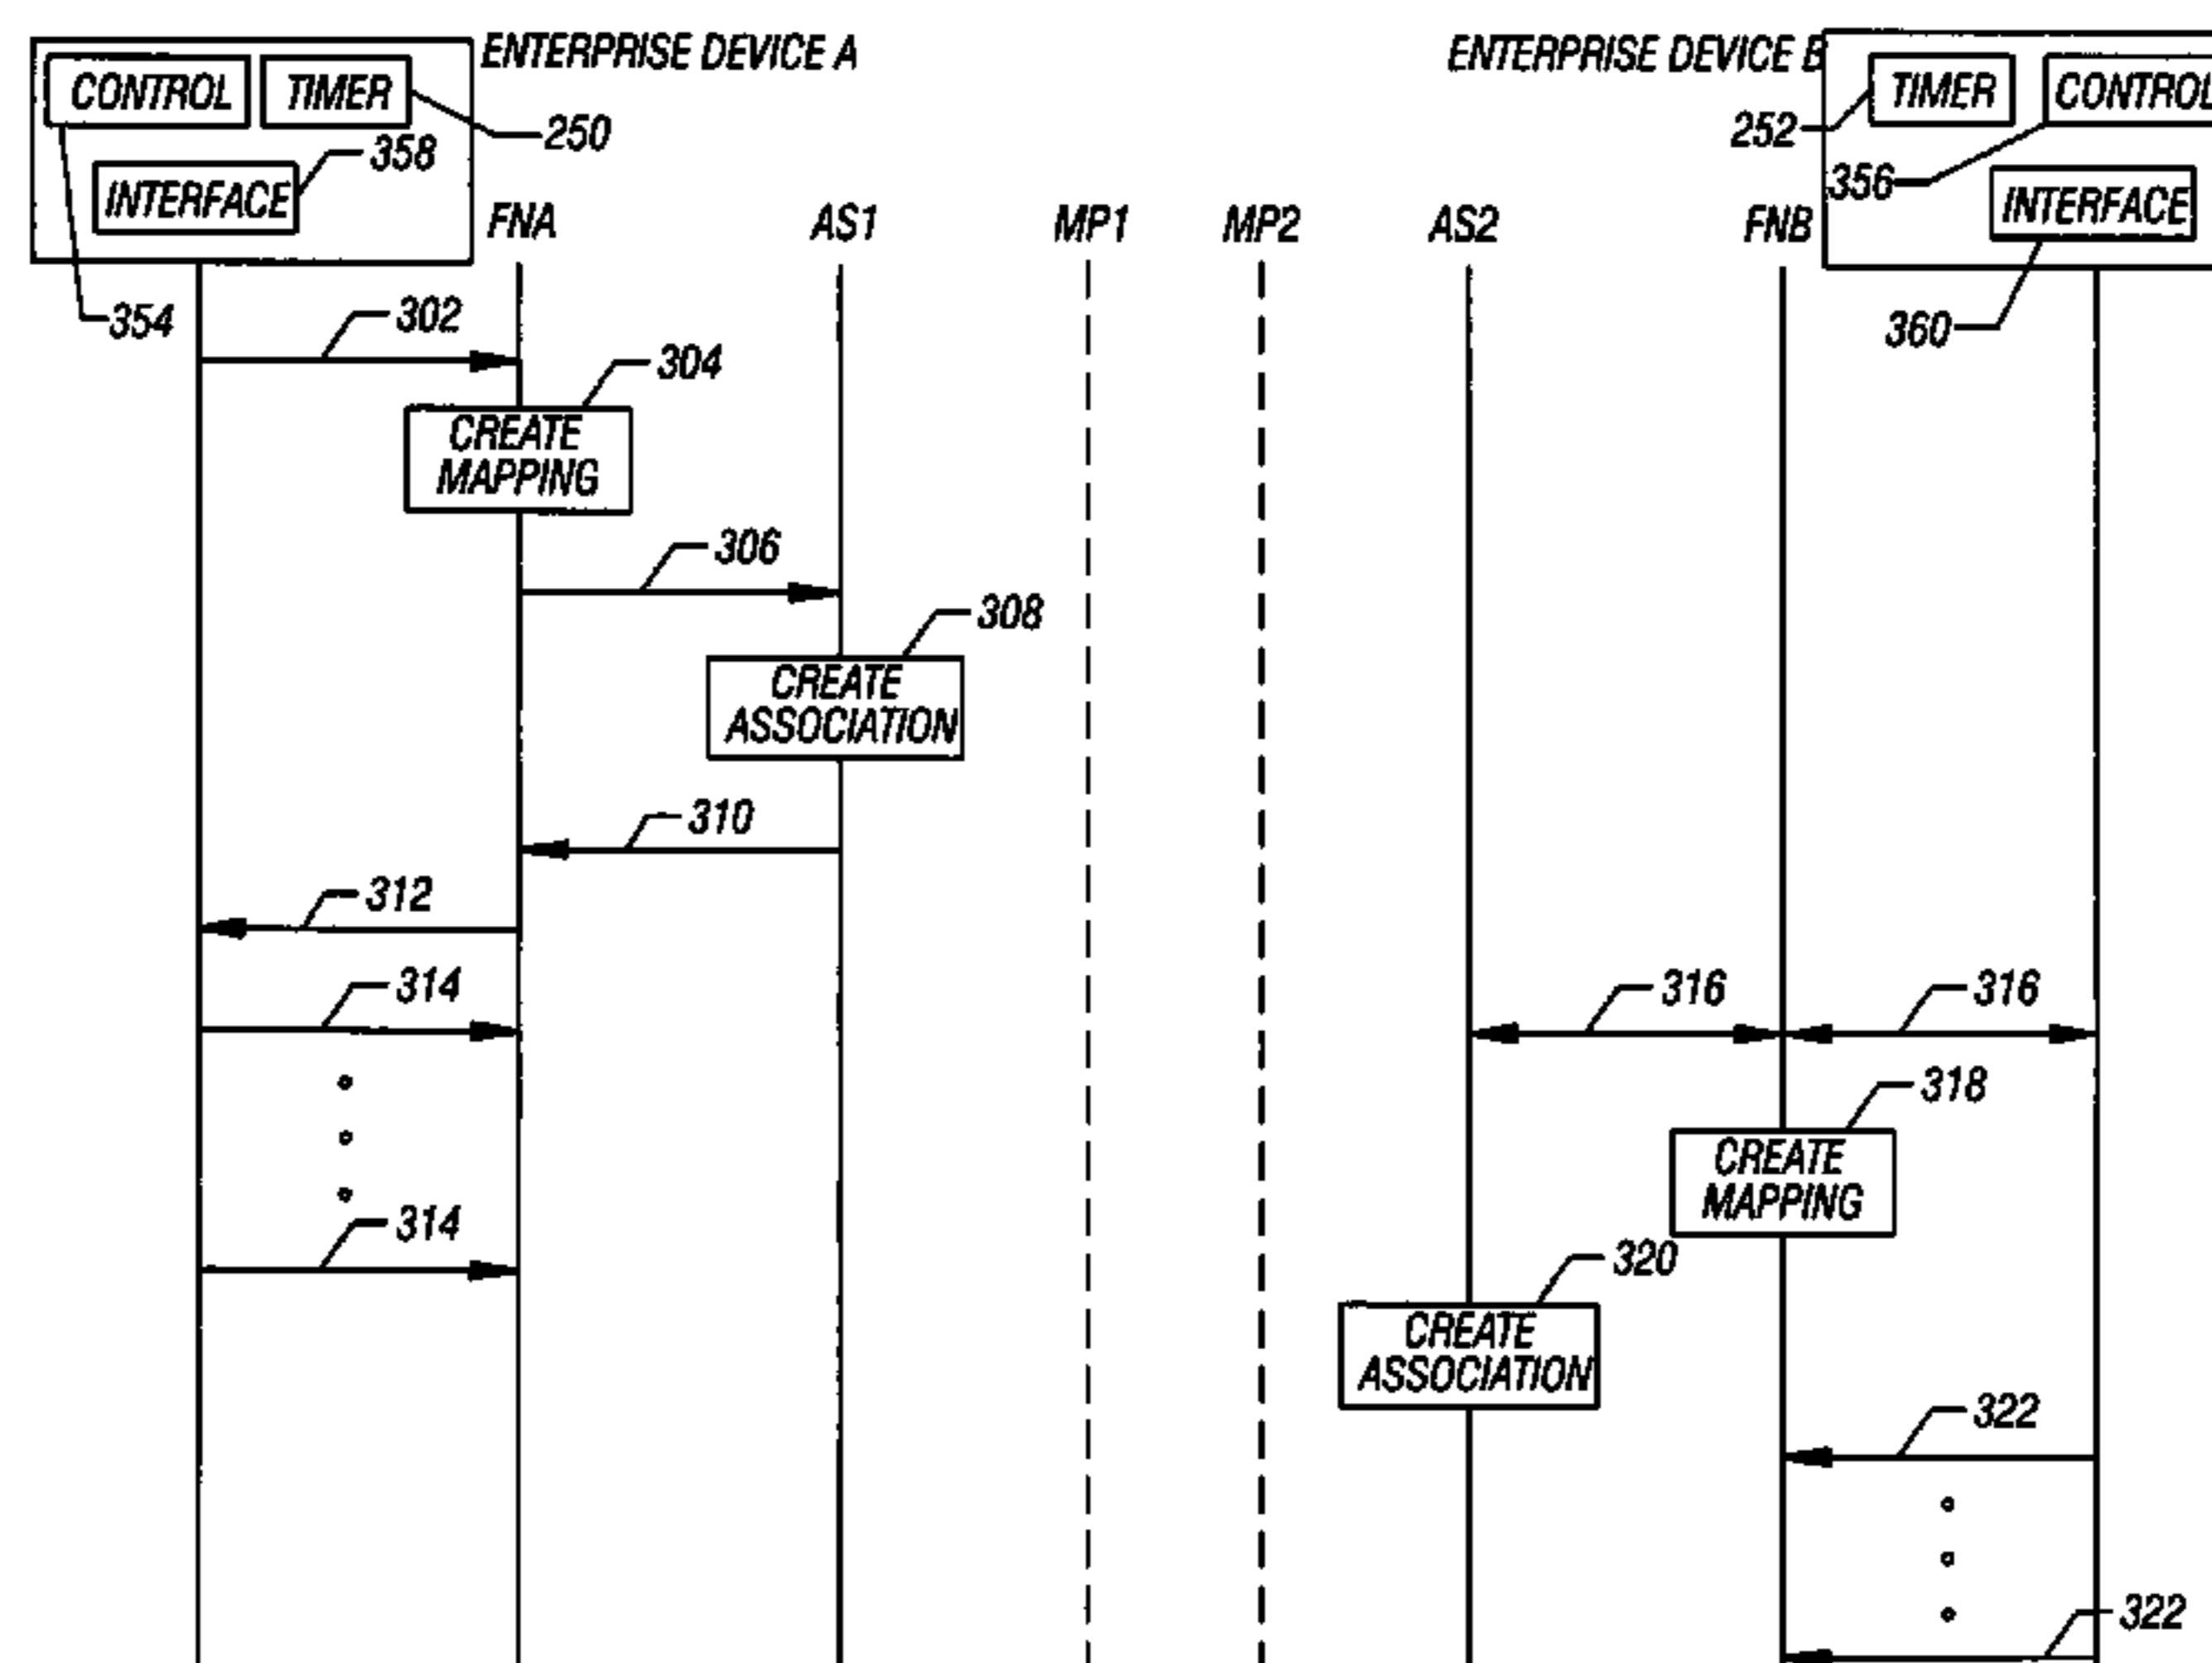 ENTERPRISE DEVICE A
CONTROL
TIMER
250
358
INTERFACE
354
ENTERPRISE DEVICE B
TIMER
CONTROL
252
356
INTERFACE
360
FNA
AS1
MP1
MP2
AS2
FNB
302
304
CREATE
MAPPING
306
308
CREATE
ASSOCIATION
310
312
314
316
316
318
CREATE
MAPPING
314
320
CREATE
ASSOCIATION
322
322